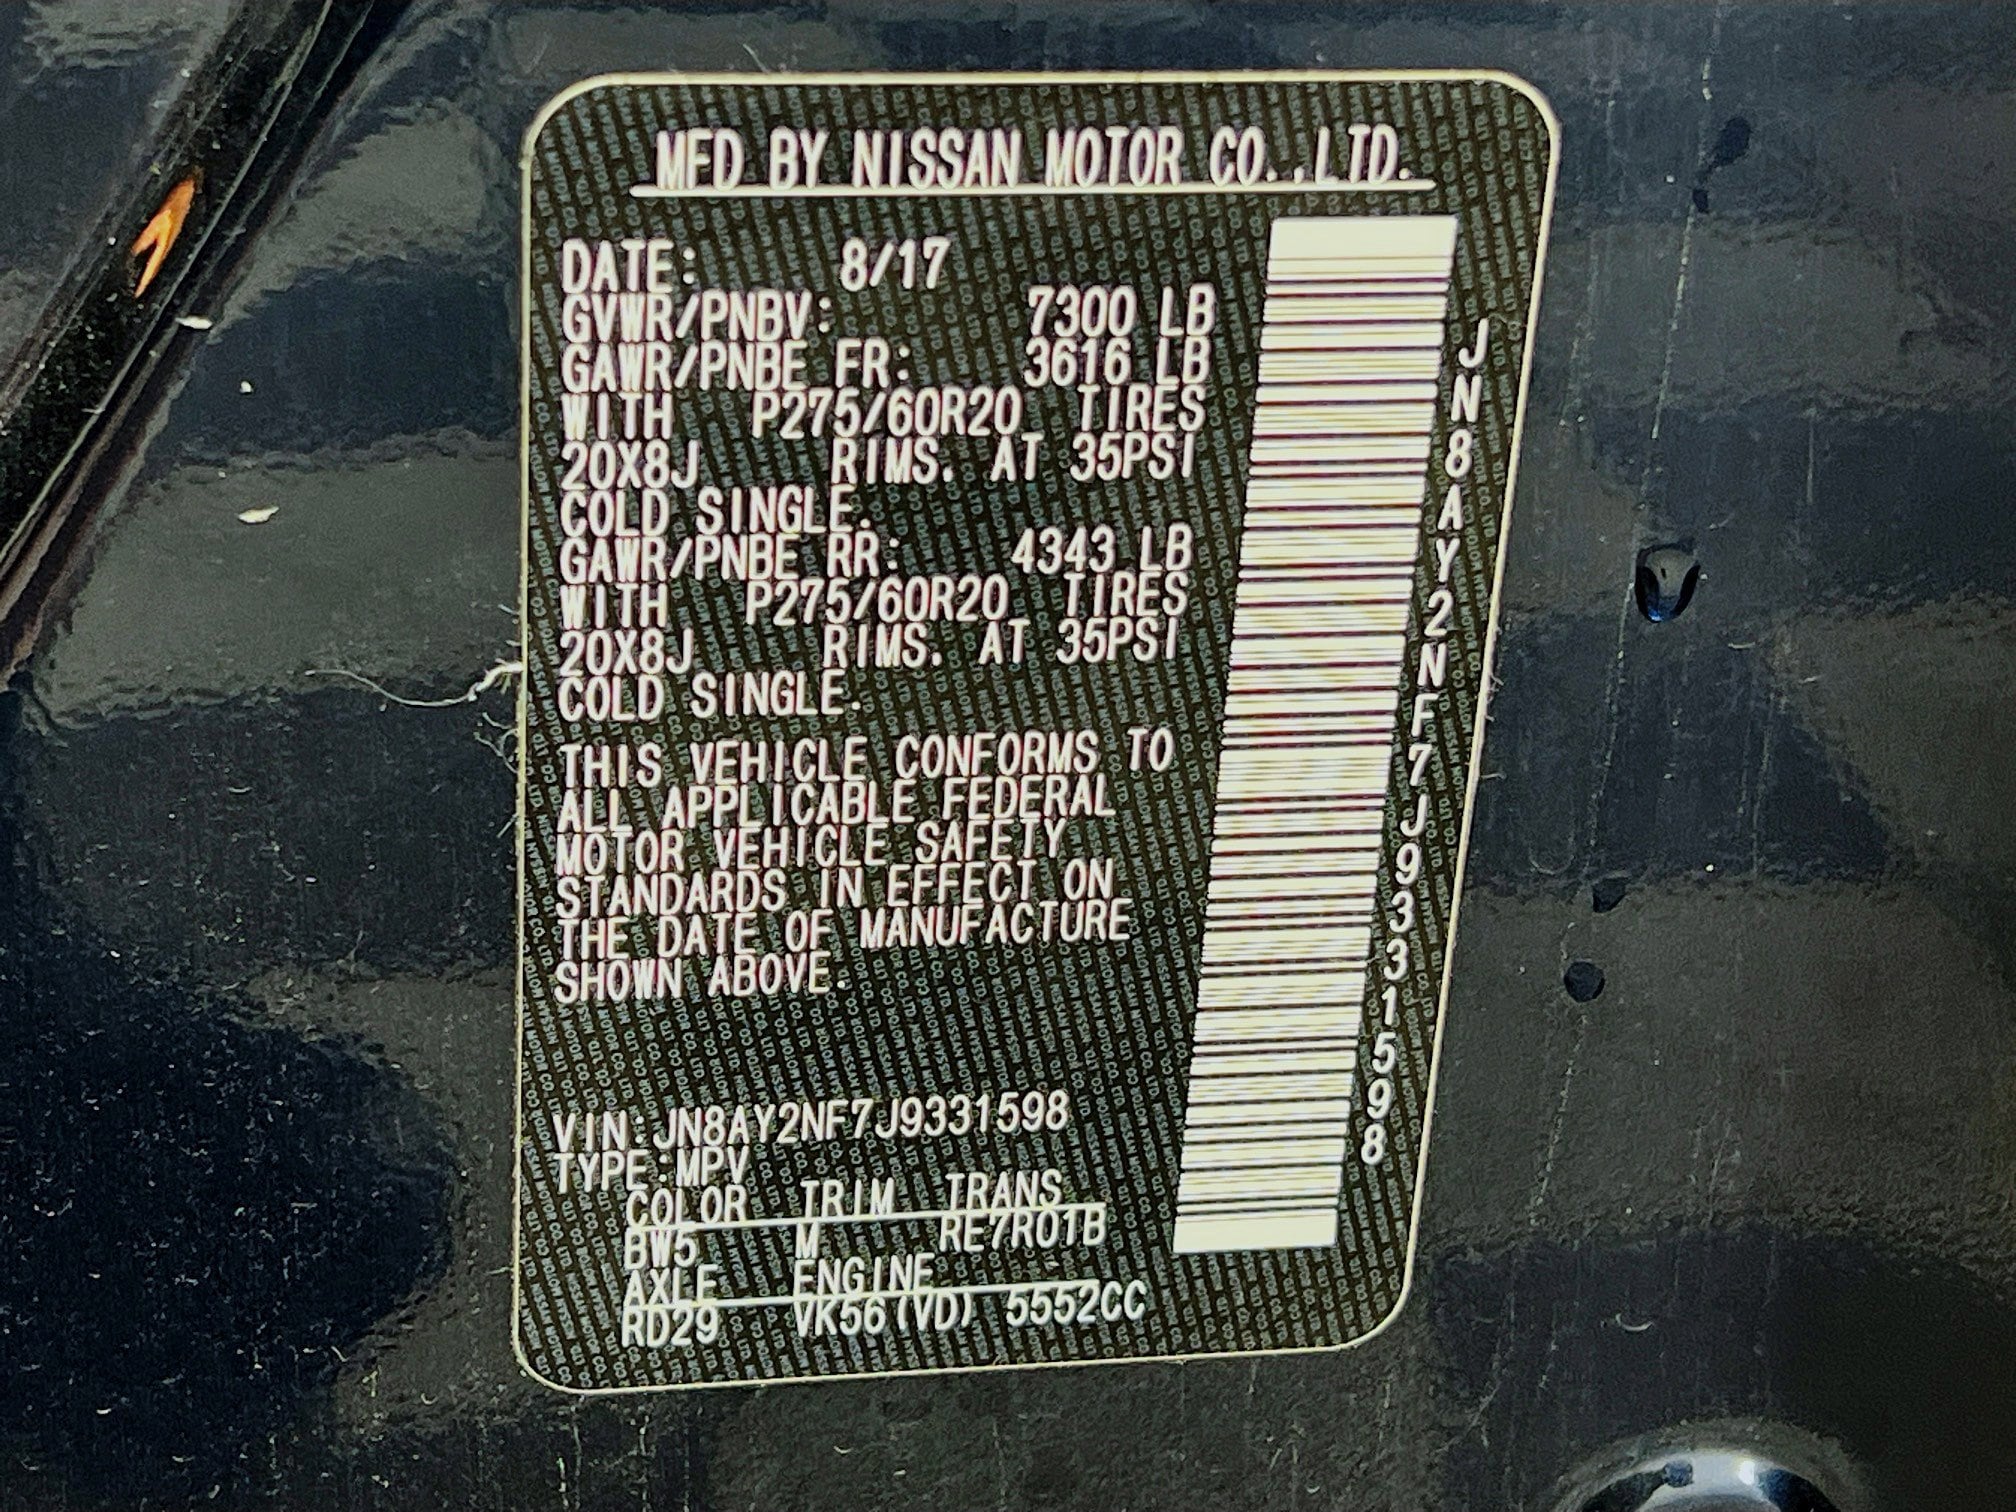 MFD BY NISSAN MOTOR CO.,LTD.
DATE: 8/17
GVWR/PNBV: 7300 LB
GAWR/PNBE FR: 3616 LB
WITH P275/60R20 TIRES
20X8J RIMS. AT 35PSI
COLD SINGLE.
GAWR/PNBE RR: 4343 LB
WITH P275/60R20 TIRES
20X8J RIMS. AT 35PSI
COLD SINGLE.
THIS VEHICLE CONFORMS TO
ALL APPLICABLE FEDERAL
MOTOR VEHICLE SAFETY
STANDARDS IN EFFECT ON
THE DATE OF MANUFACTURE
SHOWN ABOVE.
VIN:JN8AY2NF7J9331598
TYPE:MPV
COLOR TRIM TRANS
BW5 M RE7R01B
AXLE ENGINE
RD29 VK56(VD) 5552CC
JN8AY2NF7J9331598